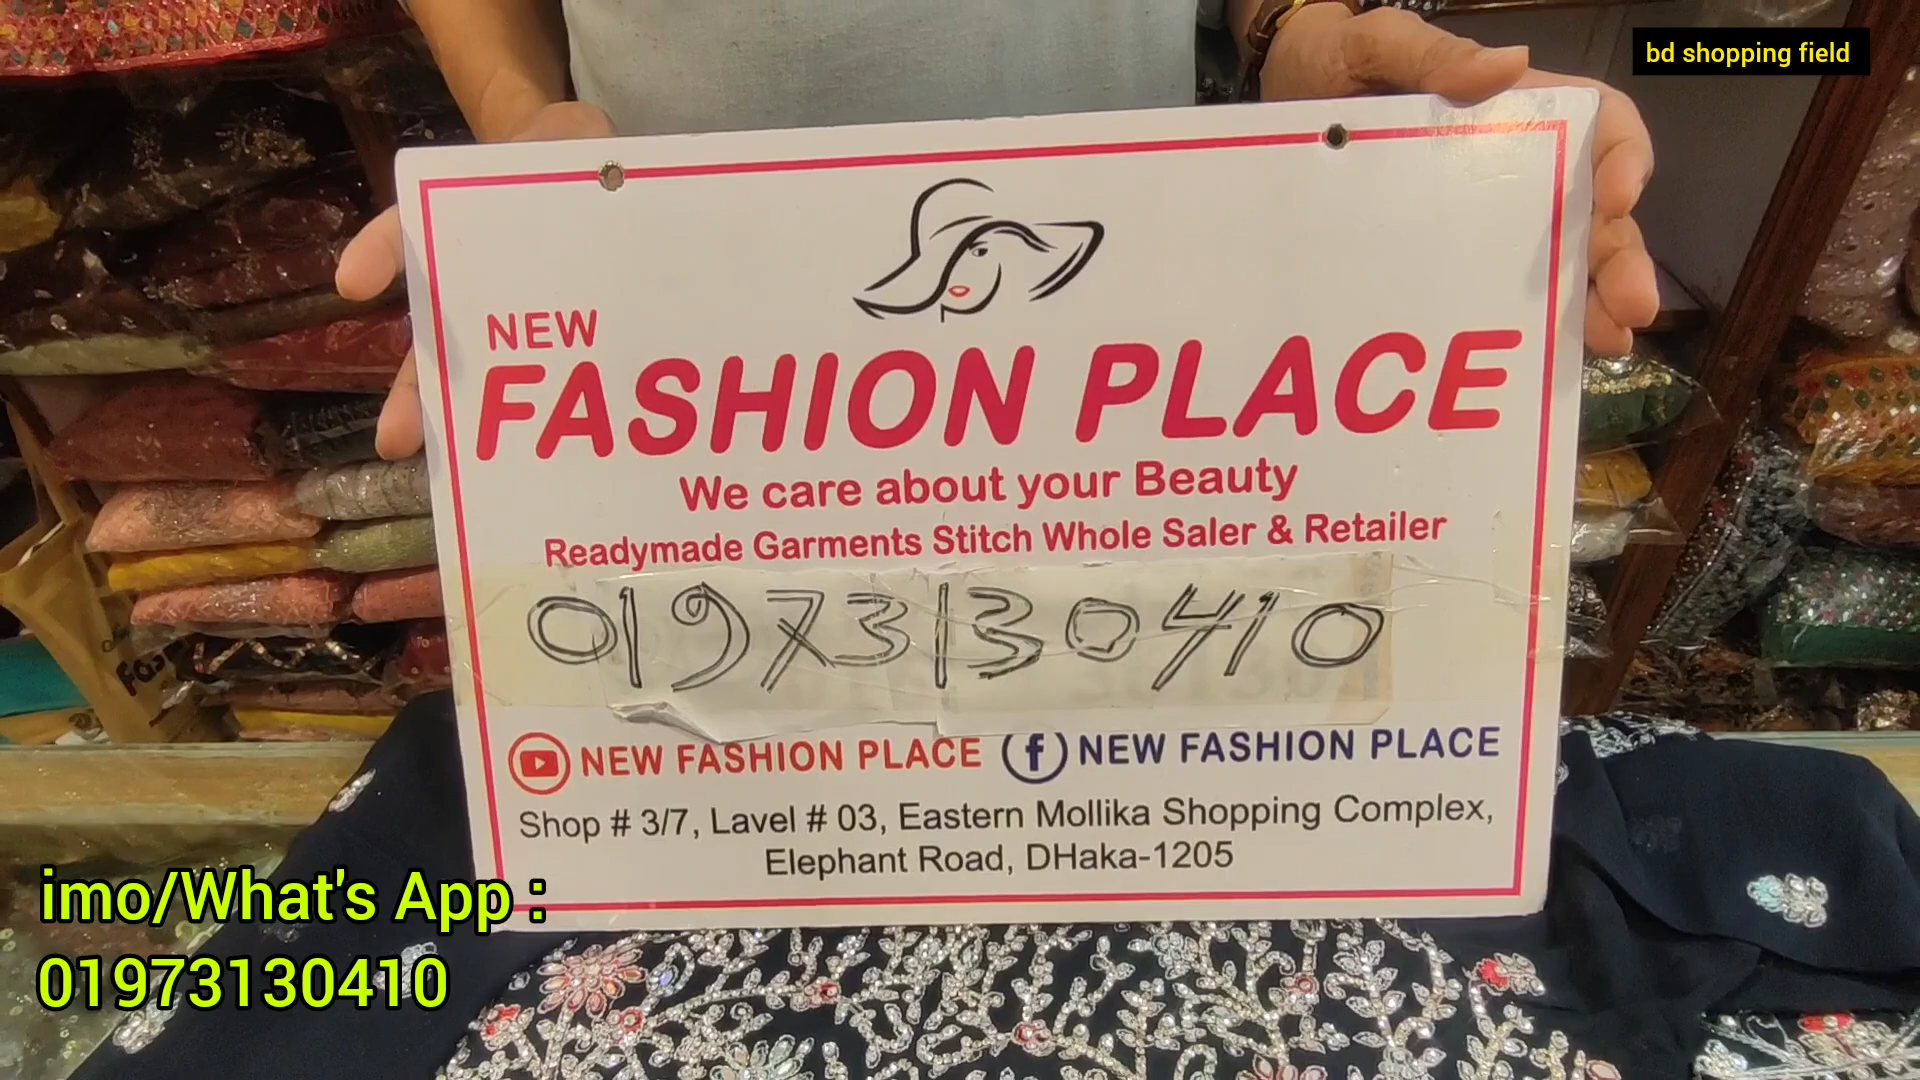 bd shopping field
NEW
FASHION PLACE
We care about your Beauty
Readymade Garments Stitch Whole Saler & Retailer
01973130410
NEW FASHION PLACE NEW FASHION PLACE
Shop # 3/7, Lavel # 03, Eastern Mollika Shopping Complex,
Elephant Road, DHaka-1205
imo/What's App :
01973130410